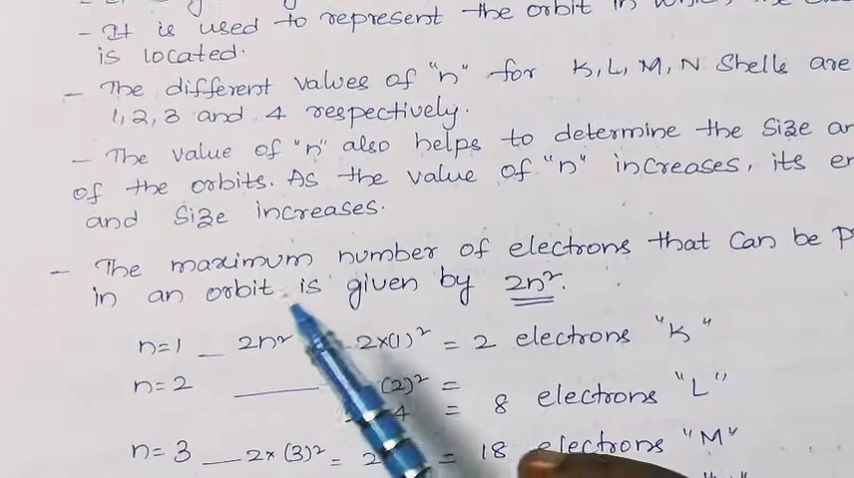 - It is used to represent the orbit in
is located.
- The different values of "n" for K, L, M, N Shells are
1, 2, 3 and 4 respectively.
- The value of "n" also helps to determine the Size
of the orbits. As the value of "n" increases, its
and Size increases.
- The maximum number of electrons that can be
in an orbit is given by 2n².
n=1 _ 2n² 2×(1)² = 2 electrons "K"
n=2 ____ (2)² =
4 = 8 electrons "L"
n=3 __ 2×(3)² = 2 = 18 electrons "M"